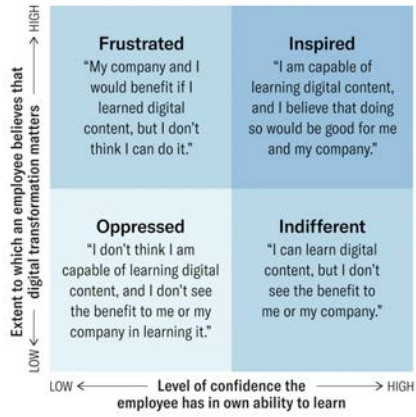 HIGH
Extent to which an employee believes that
digital transformation matters
LOW
Frustrated
“My company and I
would benefit if I
learned digital
content, but I don’t
think I can do it.”
Inspired
“I am capable of
learning digital content,
and I believe that doing
so would be good for me
and my company.”
Oppressed
“I don’t think I am
capable of learning digital
content, and I don’t see
the benefit to me or my
company in learning it.”
Indifferent
“I can learn digital
content, but I don’t
see the benefit to
me or my company.”
LOW
Level of confidence the
employee has in own ability to learn
HIGH